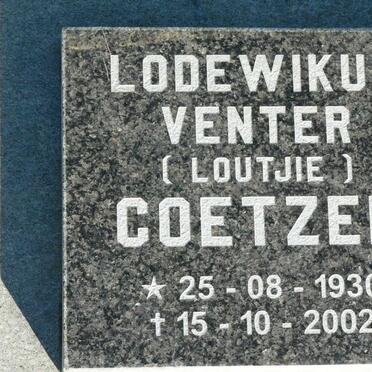 LODEWIKU
VENTER
( LOUTJIE )
COETZE
★ 25 - 08 - 1930
† 15 - 10 - 2002